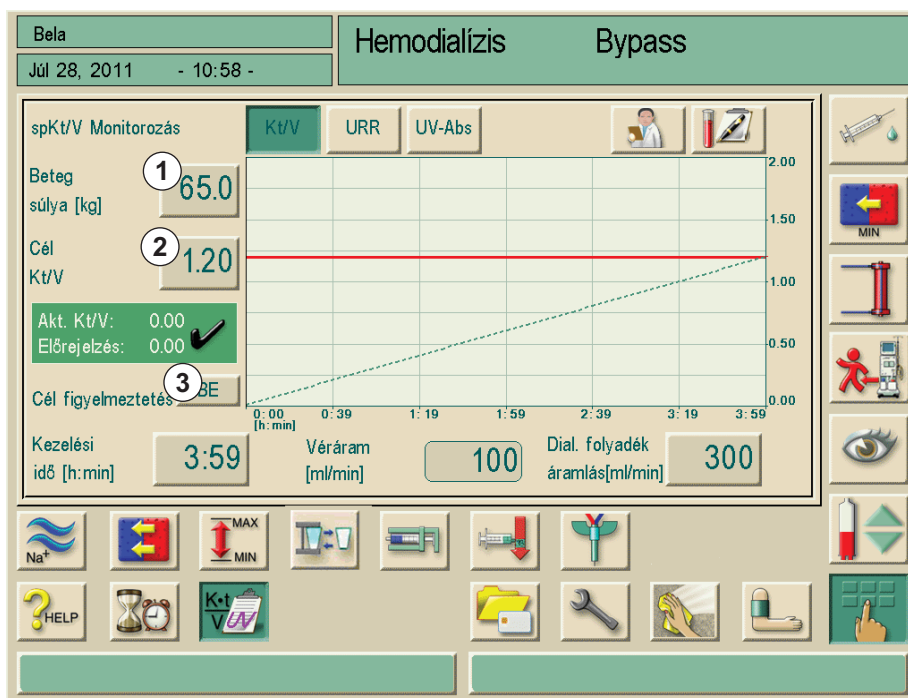 Bela
Hemodialízis Bypass
Júl 28, 2011 - 10:58 -
spKt/V Monitorozás
Kt/V URR UV-Abs
Beteg
súlya [kg]
1
65.0
Cél
Kt/V
2
1.20
Akt. Kt/V: 0.00
Előrejelzés: 0.00
Cél figyelmeztetés
3
BE
2.00
1.50
1.00
0.50
0.00
0:00 0:39 1:19 1:59 2:39 3:19 3:59
[h:min]
Kezelési
idő [h:min]
3:59
Véráram
[ml/min]
100
Dial. folyadék
áramlás[ml/min]
300
MIN
Na+
MAX
MIN
HELP
K•t
V UV